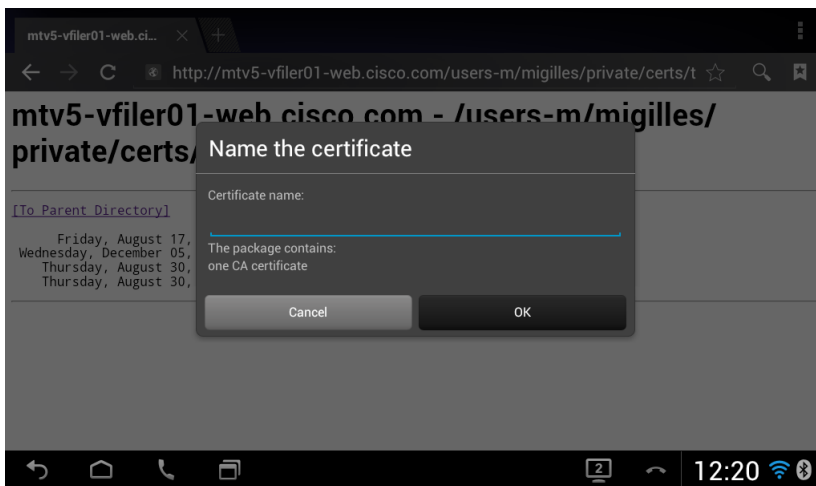 mtv5-vfiler01-web.ci...
http://mtv5-vfiler01-web.cisco.com/users-m/migilles/private/certs/t
mtv5-vfiler01-web.cisco.com - /users-m/migilles/
private/certs/
[To Parent Directory]
Friday, August 17,
Wednesday, December 05,
Thursday, August 30,
Thursday, August 30,
Name the certificate
Certificate name:
The package contains:
one CA certificate
Cancel
OK
2
12:20